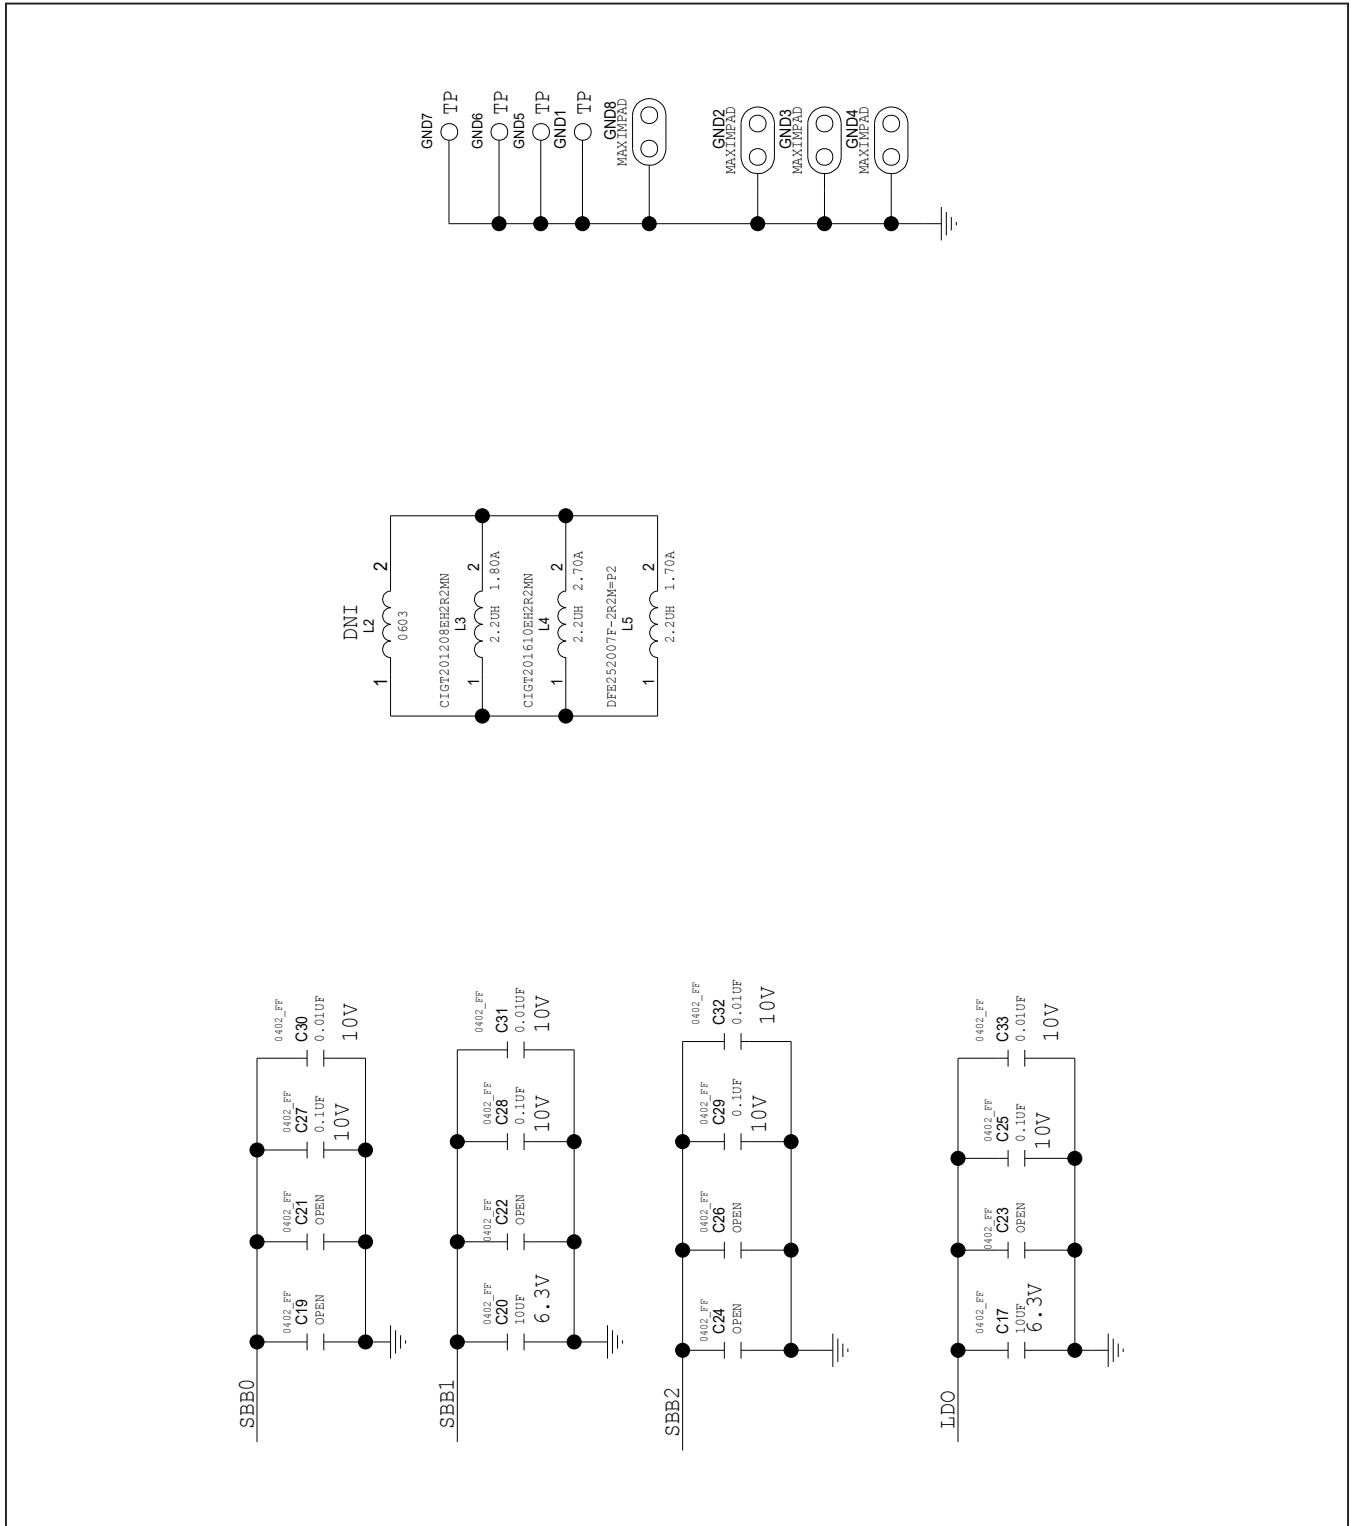 GND7
TP
GND6
TP
GND5
TP
GND1
TP
GND8
MAXIMPAD
GND2
MAXIMPAD
GND3
MAXIMPAD
GND4
MAXIMPAD
DNI
L2
0603
1
2
CIGT201208EH2R2MN
L3
1
2
2.2UH 1.80A
CIGT201610EH2R2MN
L4
1
2
2.2UH 2.70A
DFE252007F-2R2M=P2
L5
1
2
2.2UH 1.70A
SBB0
0402_FF
C19
OPEN
0402_FF
C21
OPEN
0402_FF
C27
0.1UF
10V
0402_FF
C30
0.01UF
10V
SBB1
0402_FF
C20
10UF
6.3V
0402_FF
C22
OPEN
0402_FF
C28
0.1UF
10V
0402_FF
C31
0.01UF
10V
SBB2
0402_FF
C24
OPEN
0402_FF
C26
OPEN
0402_FF
C29
0.1UF
10V
0402_FF
C32
0.01UF
10V
LDO
0402_FF
C17
10UF
6.3V
0402_FF
C23
OPEN
0402_FF
C25
0.1UF
10V
0402_FF
C33
0.01UF
10V